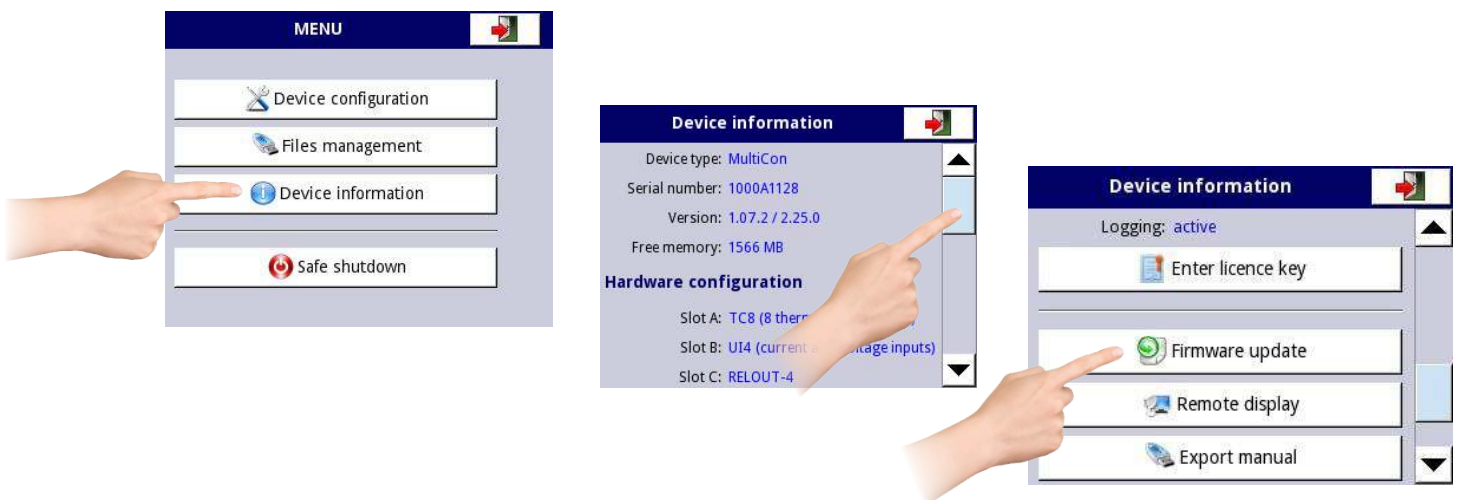 MENU
Device configuration
Files management
Device information
Safe shutdown
Device information
Device type: MultiCon
Serial number: 1000A1128
Version: 1.07.2 / 2.25.0
Free memory: 1566 MB
Hardware configuration
Slot A: TC8 (8
Slot B: UI4 (current inputs)
Slot C: RELOUT-4
Device information
Logging: active
Enter licence key
Firmware update
Remote display
Export manual